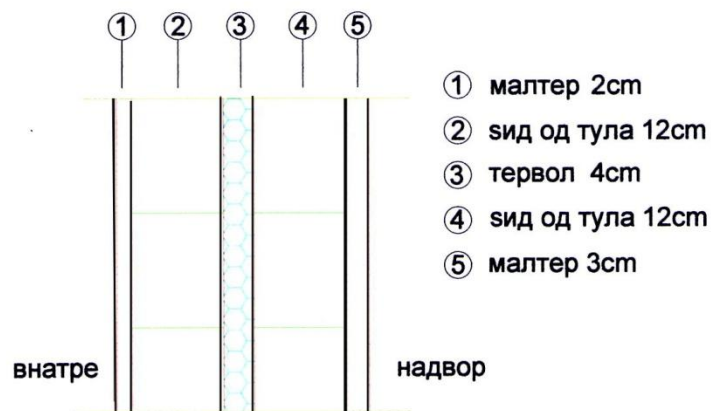 1 2 3 4 5
1 малтер 2cm
2 ѕид од тула 12cm
3 тервол 4cm
4 ѕид од тула 12cm
5 малтер 3cm
внатре надвор